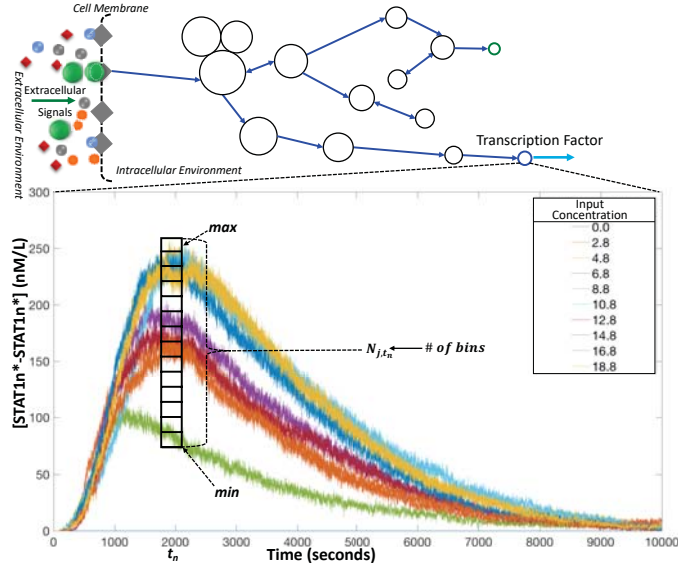 Cell Membrane
Extracellular Environment
Extracellular
Signals
Intracellular Environment
Transcription Factor
[STAT1n*-STAT1n*] (nM/L)
300
250
200
150
100
50
0
max
min
N_{j,t_n}
# of bins
Input
Concentration
0.0
2.8
4.8
6.8
8.8
10.8
12.8
14.8
16.8
18.8
0 1000 2000 3000 4000 5000 6000 7000 8000 9000 10000
t_n
Time (seconds)